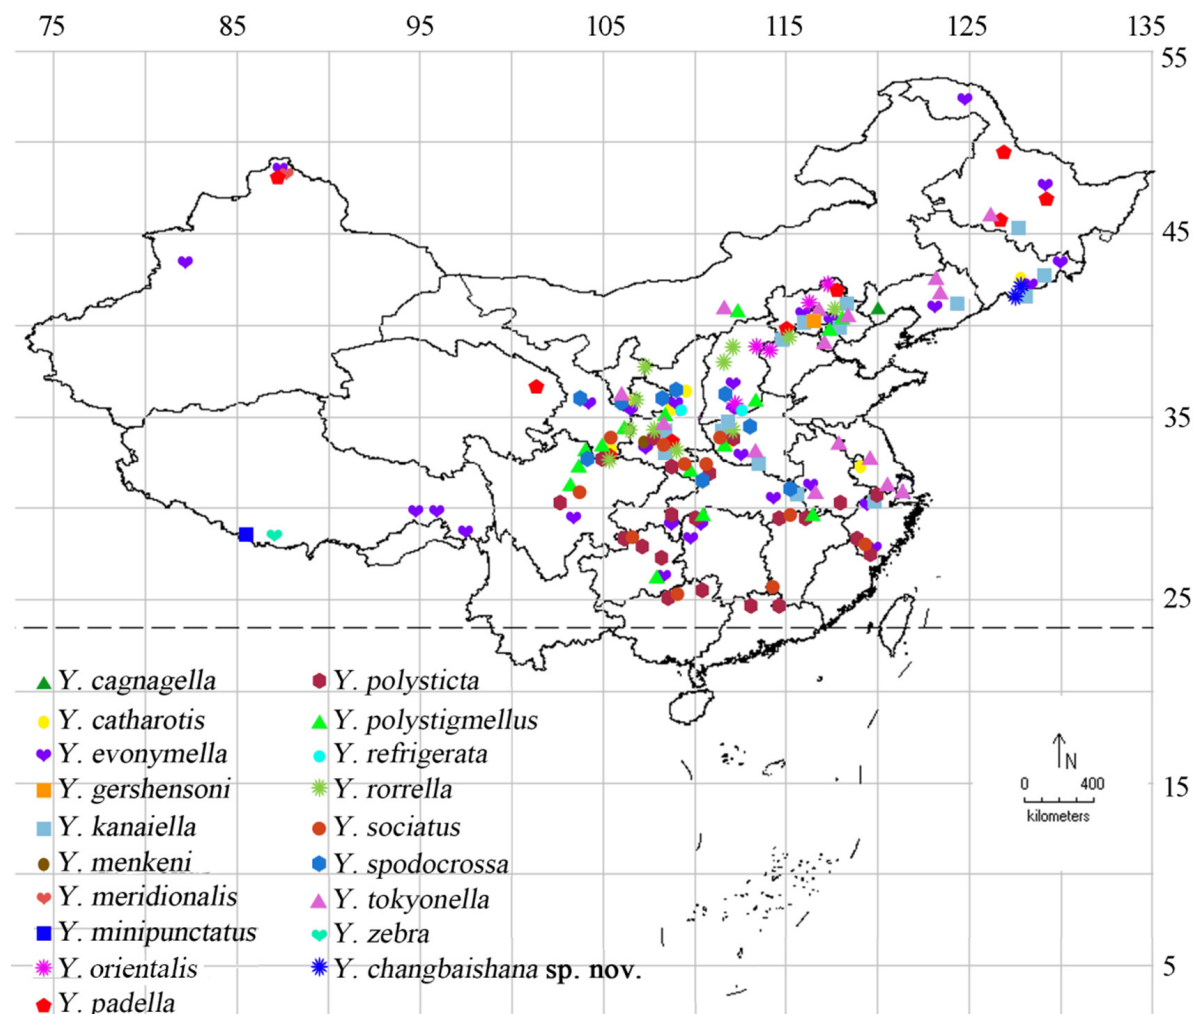 75 85 95 105 115 125 135
55
45
35
25
15
5
N
0 400
kilometers
Y. cagnagella
Y. catharotis
Y. evonymella
Y. gershensoni
Y. kanaiella
Y. menkeni
Y. meridionalis
Y. minipunctatus
Y. orientalis
Y. padella
Y. polysticta
Y. polystigmellus
Y. refrigerata
Y. rorrella
Y. sociatus
Y. spodocrossa
Y. tokyonella
Y. zebra
Y. changbaishana sp. nov.